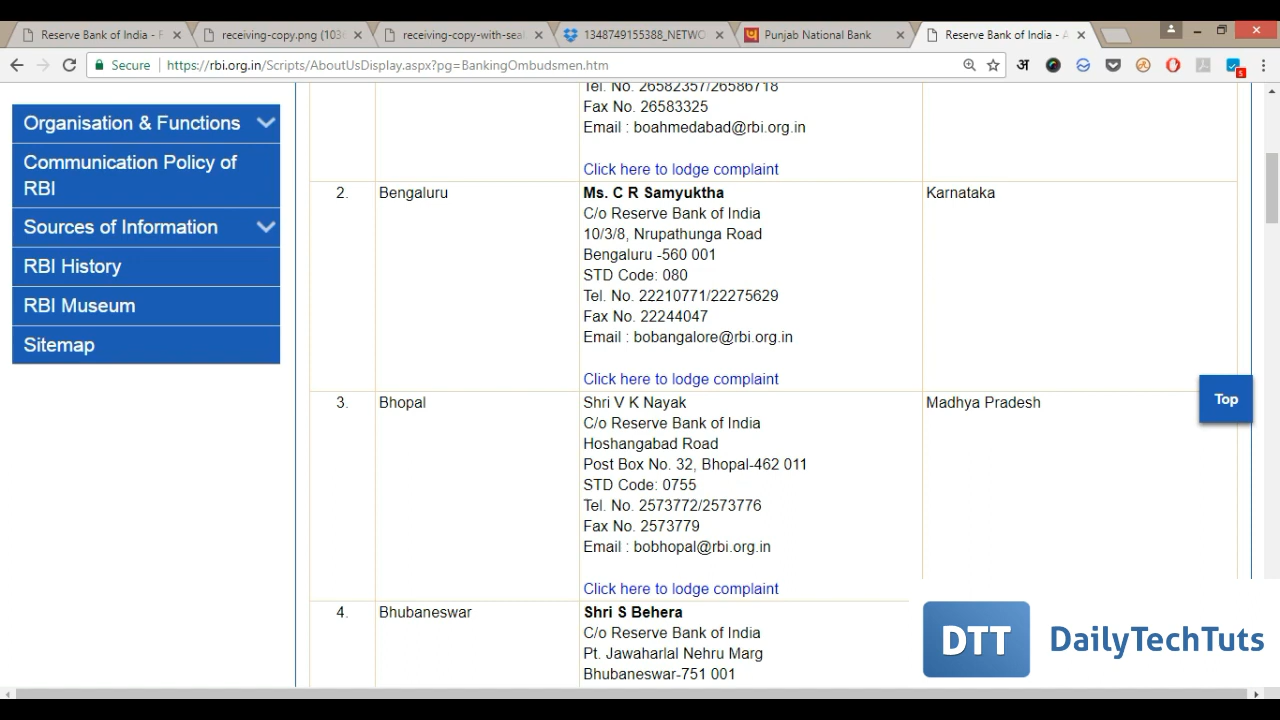 Reserve Bank of India - F
receiving-copy.png (103
receiving-copy-with-seal
1348749155388_NETWO
Punjab National Bank
Reserve Bank of India - A
Secure
https://rbi.org.in/Scripts/AboutUsDisplay.aspx?pg=BankingOmbudsmen.htm
अ
5
Organisation & Functions
Communication Policy of
RBI
Sources of Information
RBI History
RBI Museum
Sitemap
Tel. No. 26582357/26586718
Fax No. 26583325
Email : boahmedabad@rbi.org.in
Click here to lodge complaint
2.
Bengaluru
Ms. C R Samyuktha
C/o Reserve Bank of India
10/3/8, Nrupathunga Road
Bengaluru -560 001
STD Code: 080
Tel. No. 22210771/22275629
Fax No. 22244047
Email : bobangalore@rbi.org.in
Click here to lodge complaint
Karnataka
3.
Bhopal
Shri V K Nayak
C/o Reserve Bank of India
Hoshangabad Road
Post Box No. 32, Bhopal-462 011
STD Code: 0755
Tel. No. 2573772/2573776
Fax No. 2573779
Email : bobhopal@rbi.org.in
Click here to lodge complaint
Madhya Pradesh
Top
4.
Bhubaneswar
Shri S Behera
C/o Reserve Bank of India
Pt. Jawaharlal Nehru Marg
Bhubaneswar-751 001
DTT DailyTechTuts